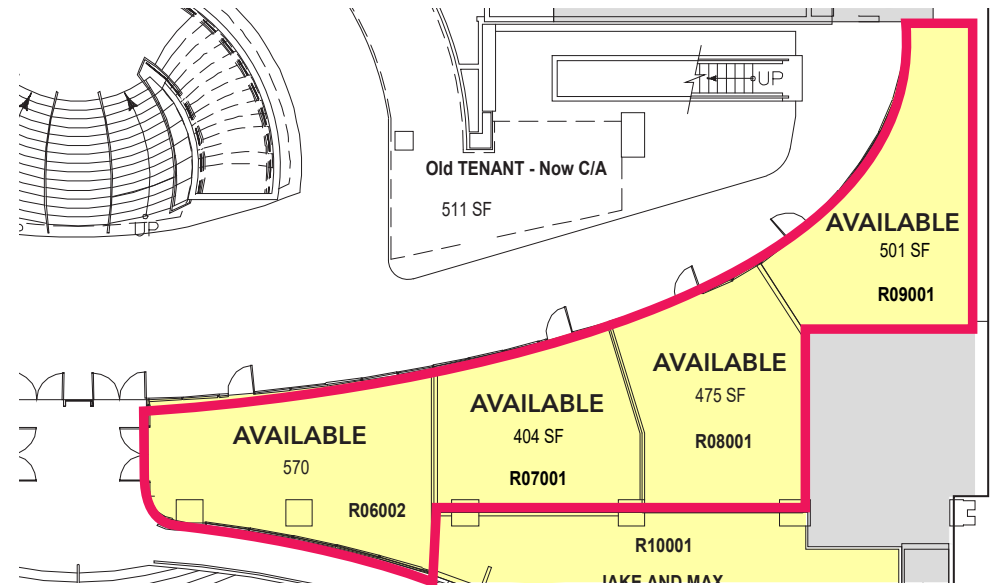 UP
Old TENANT - Now C/A
511 SF
UP
AVAILABLE
501 SF
R09001
AVAILABLE
475 SF
R08001
AVAILABLE
404 SF
R07001
AVAILABLE
570
R06002
R10001
JAKE AND MAX